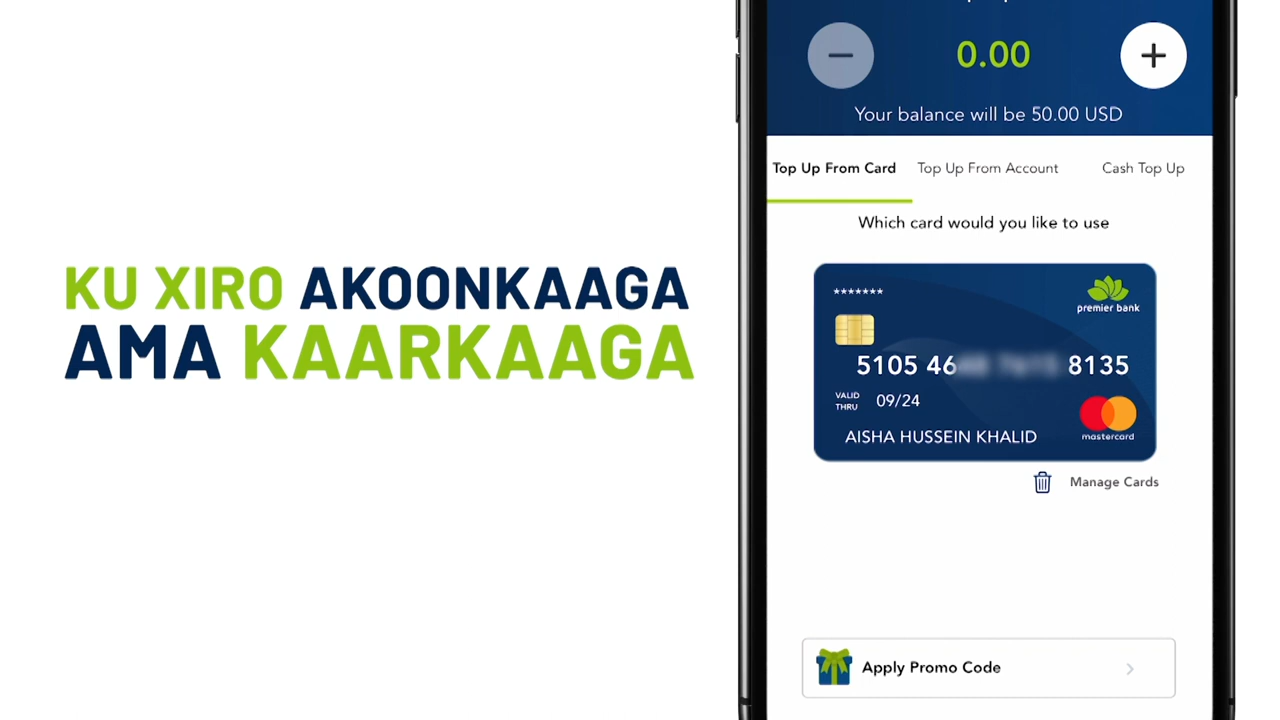 KU XIRO AKOONKAAGA
AMA KAARKAAGA
0.00
Your balance will be 50.00 USD
Top Up From Card
Top Up From Account
Cash Top Up
Which card would you like to use
*******
premier bank
5105 46 8135
VALID THRU 09/24
AISHA HUSSEIN KHALID
mastercard
Manage Cards
Apply Promo Code